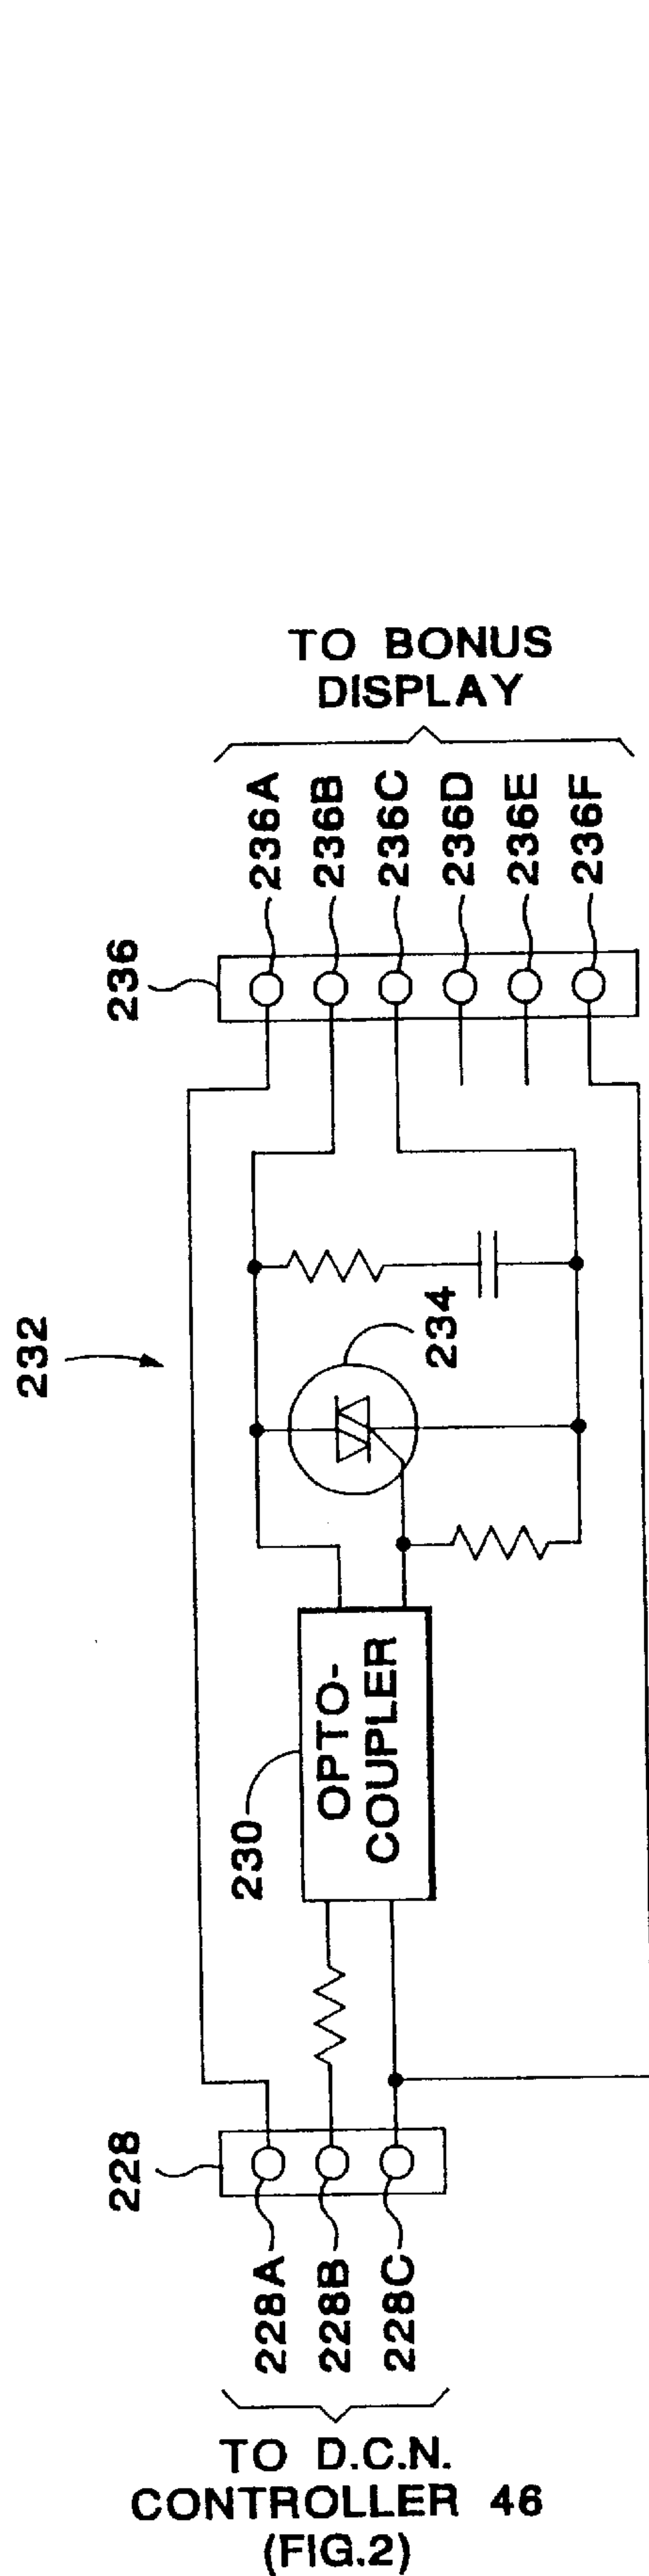 TO BONUS
DISPLAY
236A
236B
236C
236D
236E
236F
236
232
234
OPTO-
COUPLER
230
228
228A
228B
228C
TO D.C.N.
CONTROLLER 46
(FIG.2)